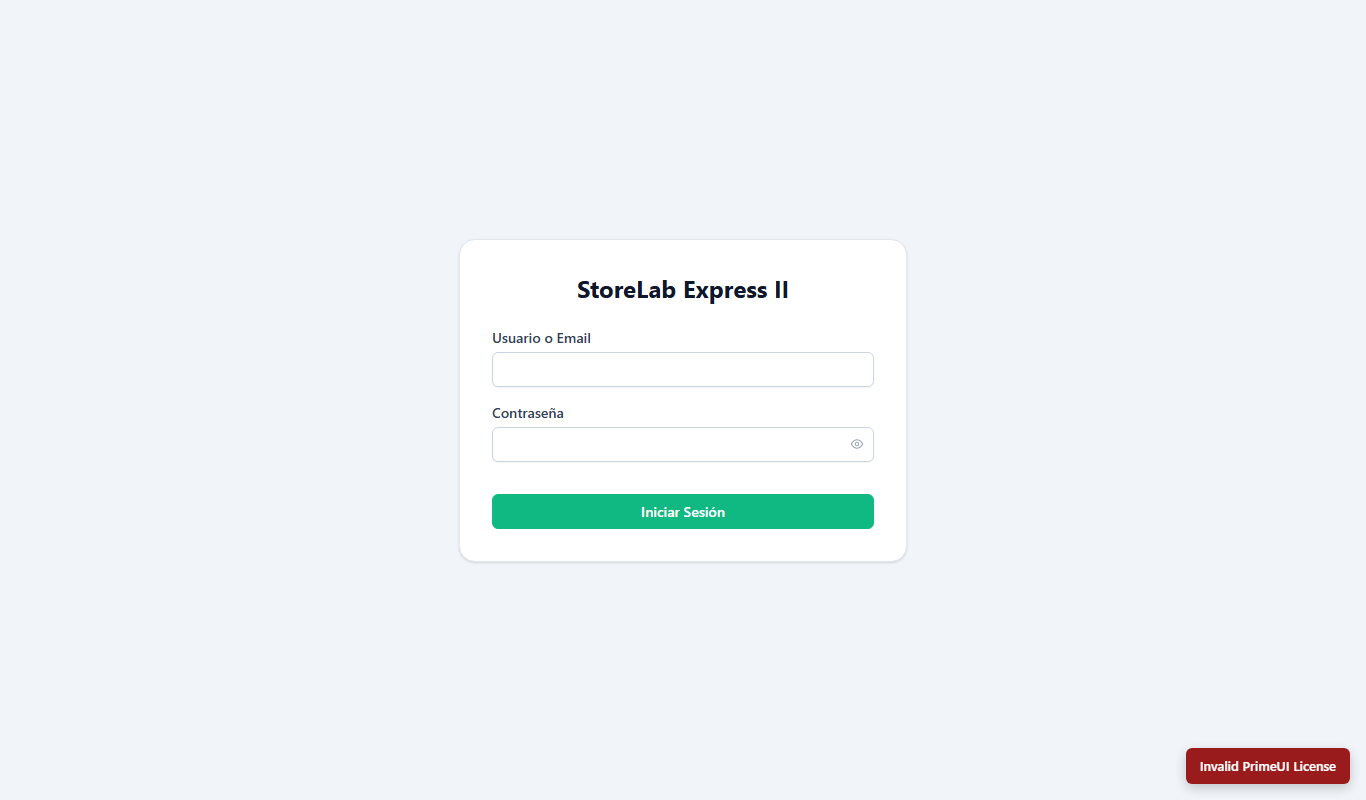 StoreLab Express II
Usuario o Email
Contraseña
Iniciar Sesión
Invalid PrimeUI License